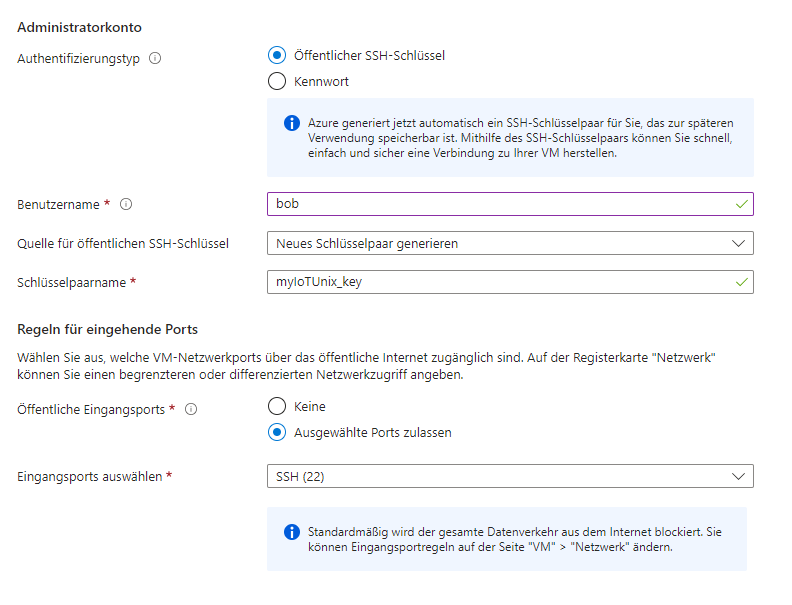 Administratorkonto
Authentifizierungstyp
Öffentlicher SSH-Schlüssel
Kennwort
Azure generiert jetzt automatisch ein SSH-Schlüsselpaar für Sie, das zur späteren
Verwendung speicherbar ist. Mithilfe des SSH-Schlüsselpaars können Sie schnell,
einfach und sicher eine Verbindung zu Ihrer VM herstellen.
Benutzername *
bob
Quelle für öffentlichen SSH-Schlüssel
Neues Schlüsselpaar generieren
Schlüsselpaarname *
myIoTUnix_key
Regeln für eingehende Ports
Wählen Sie aus, welche VM-Netzwerkports über das öffentliche Internet zugänglich sind. Auf der Registerkarte "Netzwerk"
können Sie einen begrenzteren oder differenzierten Netzwerkzugriff angeben.
Öffentliche Eingangsports *
Keine
Ausgewählte Ports zulassen
Eingangsports auswählen *
SSH (22)
Standardmäßig wird der gesamte Datenverkehr aus dem Internet blockiert. Sie
können Eingangsportregeln auf der Seite "VM" > "Netzwerk" ändern.